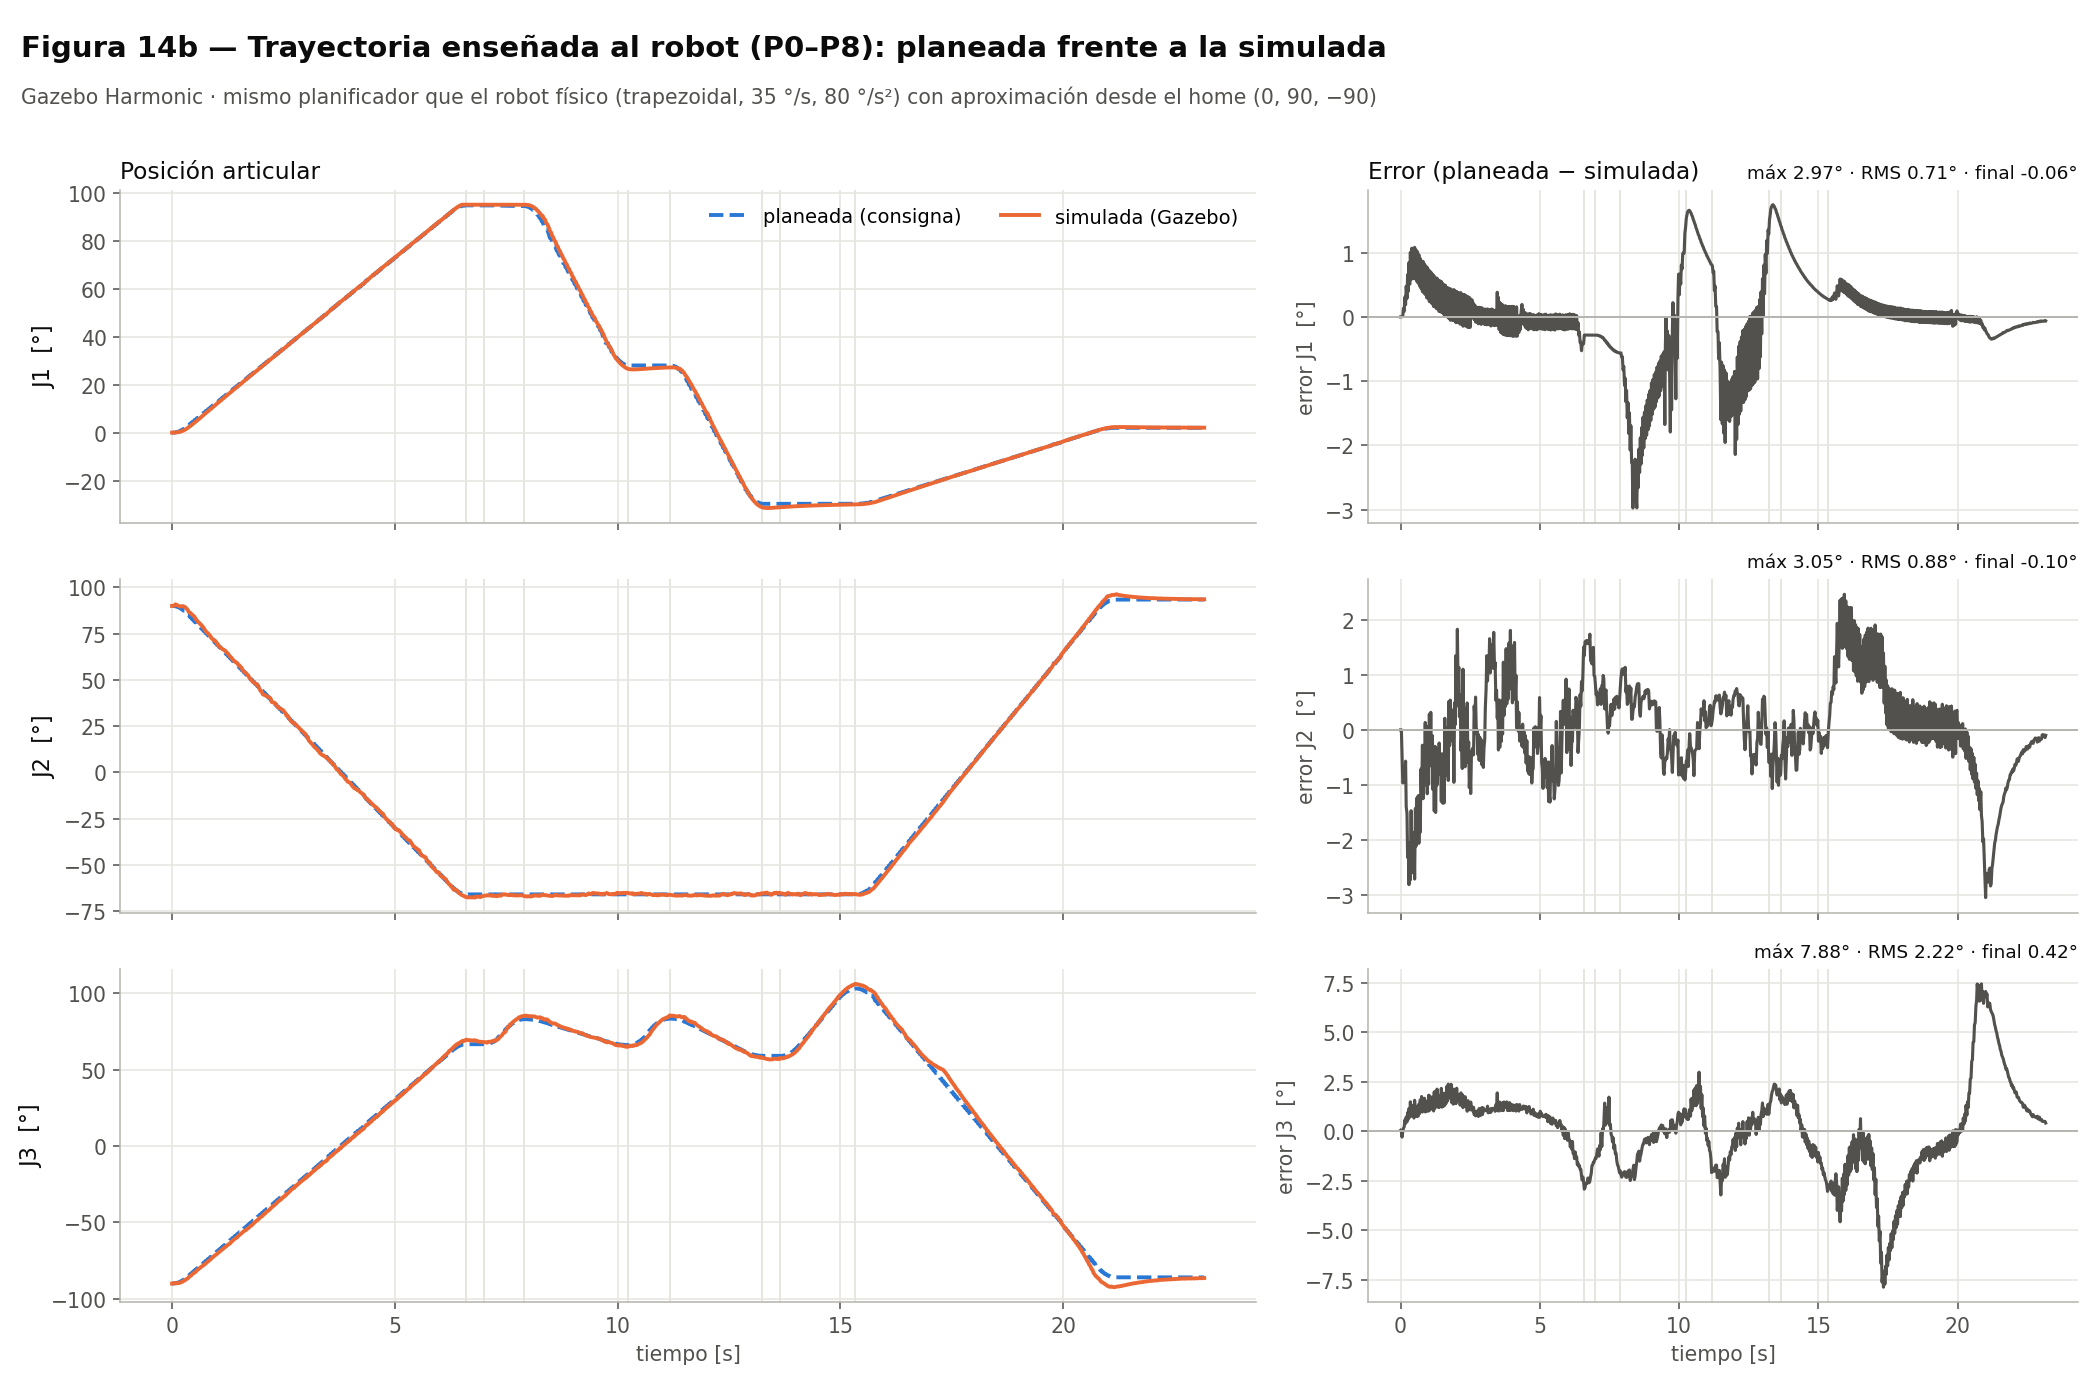 Figura 14b — Trayectoria enseñada al robot (P0–P8): planeada frente a la simulada
Gazebo Harmonic · mismo planificador que el robot físico (trapezoidal, 35 °/s, 80 °/s²) con aproximación desde el home (0, 90, −90)
Posición articular
Error (planeada − simulada)
máx 2.97° · RMS 0.71° · final -0.06°
planeada (consigna)
simulada (Gazebo)
100
80
60
40
20
0
−20
J1 [°]
1
0
−1
−2
−3
error J1 [°]
máx 3.05° · RMS 0.88° · final -0.10°
100
75
50
25
0
−25
−50
−75
J2 [°]
2
1
0
−1
−2
−3
error J2 [°]
máx 7.88° · RMS 2.22° · final 0.42°
100
50
0
−50
−100
J3 [°]
0 5 10 15 20
tiempo [s]
7.5
5.0
2.5
0.0
−2.5
−5.0
−7.5
error J3 [°]
0 5 10 15 20
tiempo [s]